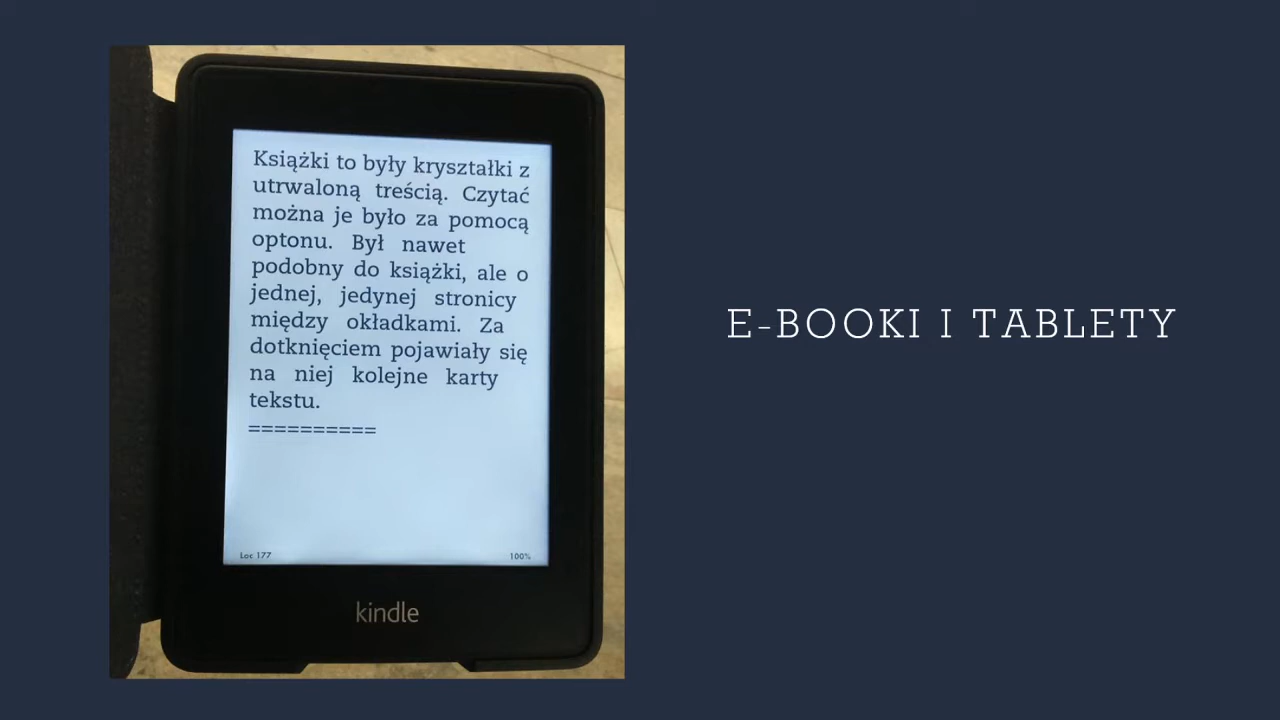 Książki to były kryształki z
utrwaloną treścią. Czytać
można je było za pomocą
optonu. Był nawet
podobny do książki, ale o
jednej, jedynej stronicy
między okładkami. Za
dotknięciem pojawiały się
na niej kolejne karty
tekstu.
==========
Loc 177 100%
kindle
E-BOOKI I TABLETY